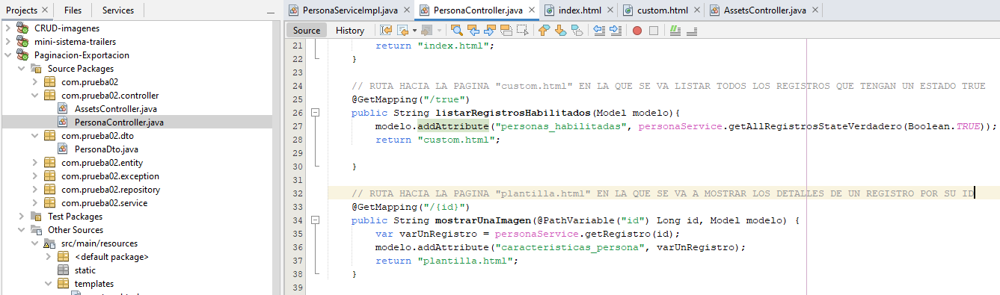 Projects × Files Services
CRUD-imagenes
mini-sistema-trailers
Paginacion-Exportacion
Source Packages
com.prueba02
com.prueba02.controller
AssetsController.java
PersonaController.java
com.prueba02.dto
PersonaDto.java
com.prueba02.entity
com.prueba02.exception
com.prueba02.repository
com.prueba02.service
Test Packages
Other Sources
src/main/resources
<default package>
static
templates
PersonaServiceImpl.java × PersonaController.java × index.html × custom.html × AssetsController.java ×
Source History
21 return "index.html";
22 }
23
24 // RUTA HACIA LA PAGINA "custom.html" EN LA QUE SE VA LISTAR TODOS LOS REGISTROS QUE TENGAN UN ESTADO TRUE
25 @GetMapping("/true")
26 public String listarRegistrosHabilitados(Model modelo){
27 modelo.addAttribute("personas_habilitadas", personaService.getAllRegistrosStateVerdadero(Boolean.TRUE));
28 return "custom.html";
29
30 }
31
32 // RUTA HACIA LA PAGINA "plantilla.html" EN LA QUE SE VA A MOSTRAR LOS DETALLES DE UN REGISTRO POR SU ID
33 @GetMapping("/{id}")
34 public String mostrarUnaImagen(@PathVariable("id") Long id, Model modelo) {
35 var varUnRegistro = personaService.getRegistro(id);
36 modelo.addAttribute("caracteristicas_persona", varUnRegistro);
37 return "plantilla.html";
38 }
39